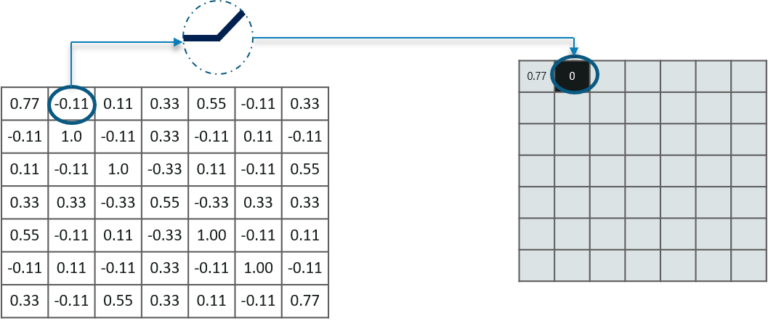 0.77 0
0.77 -0.11 0.11 0.33 0.55 -0.11 0.33
-0.11 1.0 -0.11 0.33 -0.11 0.11 -0.11
0.11 -0.11 1.0 -0.33 0.11 -0.11 0.55
0.33 0.33 -0.33 0.55 -0.33 0.33 0.33
0.55 -0.11 0.11 -0.33 1.00 -0.11 0.11
-0.11 0.11 -0.11 0.33 -0.11 1.00 -0.11
0.33 -0.11 0.55 0.33 0.11 -0.11 0.77